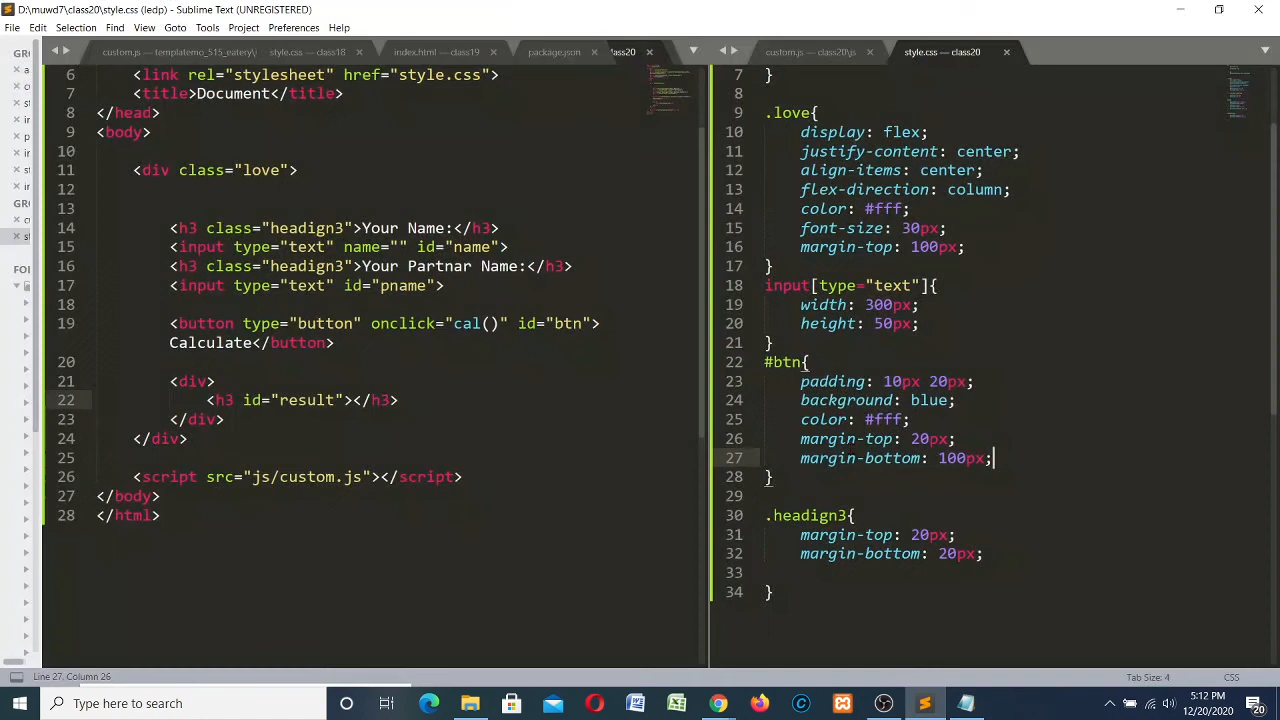 D:\muwd7\class20\style.css (ledp) - Sublime Text (UNREGISTERED)
File Edit Selection Find View Goto Tools Project Preferences Help
custom.js — templatemo_515_eatery\
style.css — class18
index.html — class19
package.json
class20
custom.js — class20\js
style.css — class20
6 <link rel="stylesheet" href="style.css">
7 <title>Document</title>
8 </head>
9 <body>
10
11 <div class="love">
12
13
14 <h3 class="headign3">Your Name:</h3>
15 <input type="text" name="" id="name">
16 <h3 class="headign3">Your Partnar Name:</h3>
17 <input type="text" id="pname">
18
19 <button type="button" onclick="cal()" id="btn">
Calculate</button>
20
21 <div>
22 <h3 id="result"></h3>
23 </div>
24 </div>
25
26 <script src="js/custom.js"></script>
27 </body>
28 </html>
7 }
8
9 .love{
10 display: flex;
11 justify-content: center;
12 align-items: center;
13 flex-direction: column;
14 color: #fff;
15 font-size: 30px;
16 margin-top: 100px;
17 }
18 input[type="text"]{
19 width: 300px;
20 height: 50px;
21 }
22 #btn{
23 padding: 10px 20px;
24 background: blue;
25 color: #fff;
26 margin-top: 20px;
27 margin-bottom: 100px;
28 }
29
30 .headign3{
31 margin-top: 20px;
32 margin-bottom: 20px;
33
34 }
Line 27, Column 26
Tab Size: 4
CSS
Type here to search
5:12 PM
12/20/2020
20